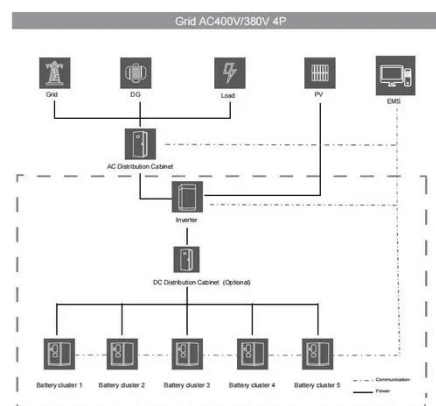 Grid AC400V/380V 4P
Grid
DG
Load
PV
EMS
AC Distribution Cabinet
Inverter
DC Distribution Cabinet (Optional)
Battery cluster 1
Battery cluster 2
Battery cluster 3
Battery cluster 4
Battery cluster 5
Communication
Power